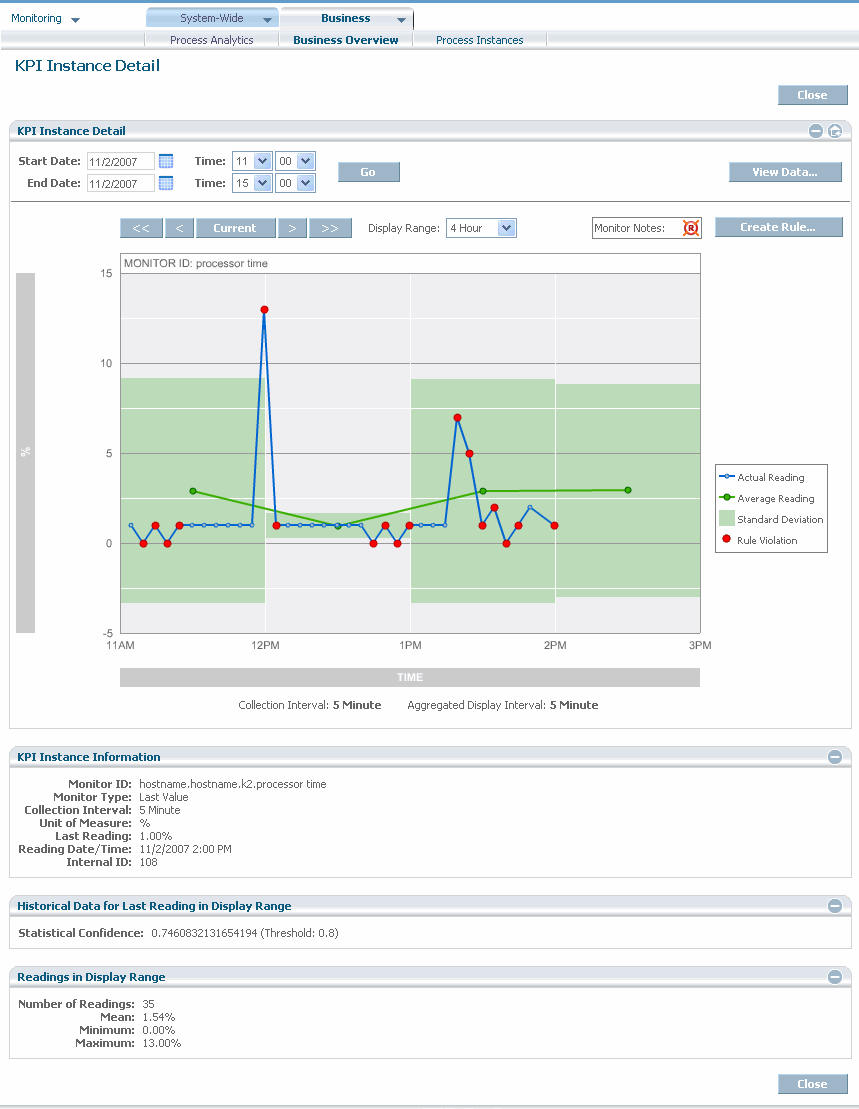 Monitoring System-Wide Business
Process Analytics Business Overview Process Instances
KPI Instance Detail
Close
KPI Instance Detail
Start Date: 11/2/2007 Time: 11 00
End Date: 11/2/2007 Time: 15 00
Go
View Data...
<< < Current > >> Display Range: 4 Hour Monitor Notes: R Create Rule...
MONITOR ID: processor time
15
10
5
0
-5
%
11AM 12PM 1PM 2PM 3PM
TIME
Actual Reading
Average Reading
Standard Deviation
Rule Violation
Collection Interval: 5 Minute Aggregated Display Interval: 5 Minute
KPI Instance Information
Monitor ID: hostname.hostname.k2.processor time
Monitor Type: Last Value
Collection Interval: 5 Minute
Unit of Measure: %
Last Reading: 1.00%
Reading Date/Time: 11/2/2007 2:00 PM
Internal ID: 108
Historical Data for Last Reading in Display Range
Statistical Confidence: 0.7460832131654194 (Threshold: 0.8)
Readings in Display Range
Number of Readings: 35
Mean: 1.54%
Minimum: 0.00%
Maximum: 13.00%
Close